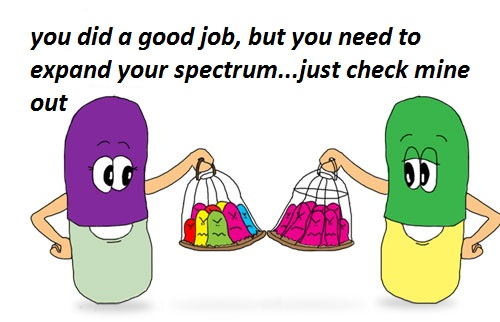 you did a good job, but you need to
expand your spectrum...just check mine
out